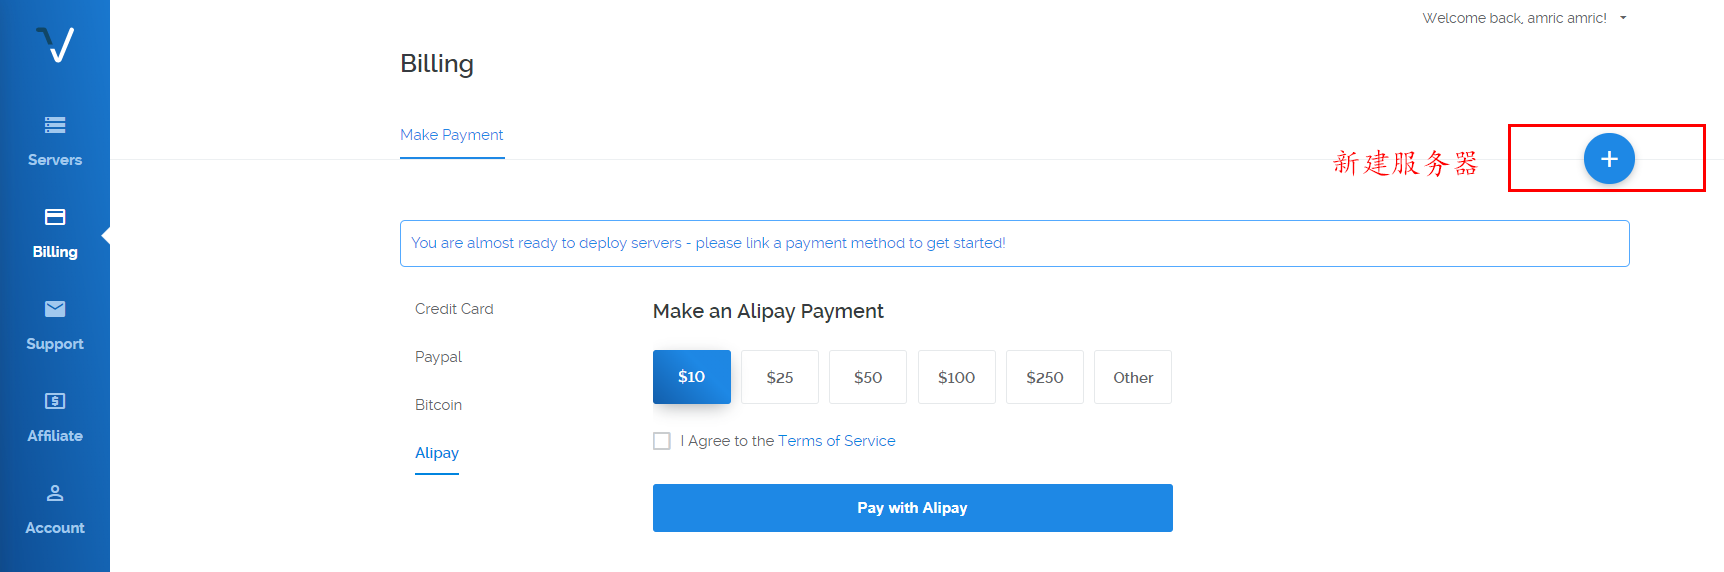 Welcome back, amric amric!
Billing
Make Payment
新建服务器
Servers
Billing
Support
Affiliate
Account
You are almost ready to deploy servers - please link a payment method to get started!
Credit Card
Paypal
Bitcoin
Alipay
Make an Alipay Payment
$10 $25 $50 $100 $250 Other
I Agree to the Terms of Service
Pay with Alipay